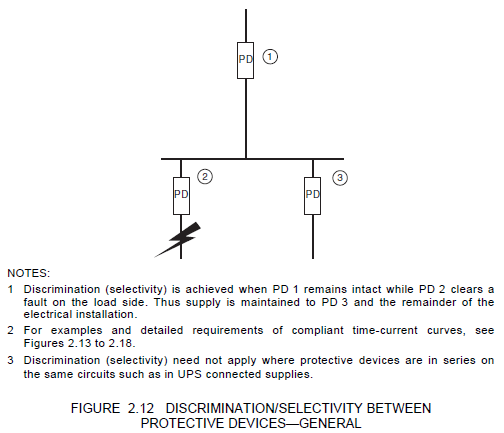 PD 1
2 3
PD PD
NOTES:
1 Discrimination (selectivity) is achieved when PD 1 remains intact while PD 2 clears a
fault on the load side. Thus supply is maintained to PD 3 and the remainder of the
electrical installation.
2 For examples and detailed requirements of compliant time-current curves, see
Figures 2.13 to 2.18.
3 Discrimination (selectivity) need not apply where protective devices are in series on
the same circuits such as in UPS connected supplies.
FIGURE 2.12 DISCRIMINATION/SELECTIVITY BETWEEN
PROTECTIVE DEVICES—GENERAL